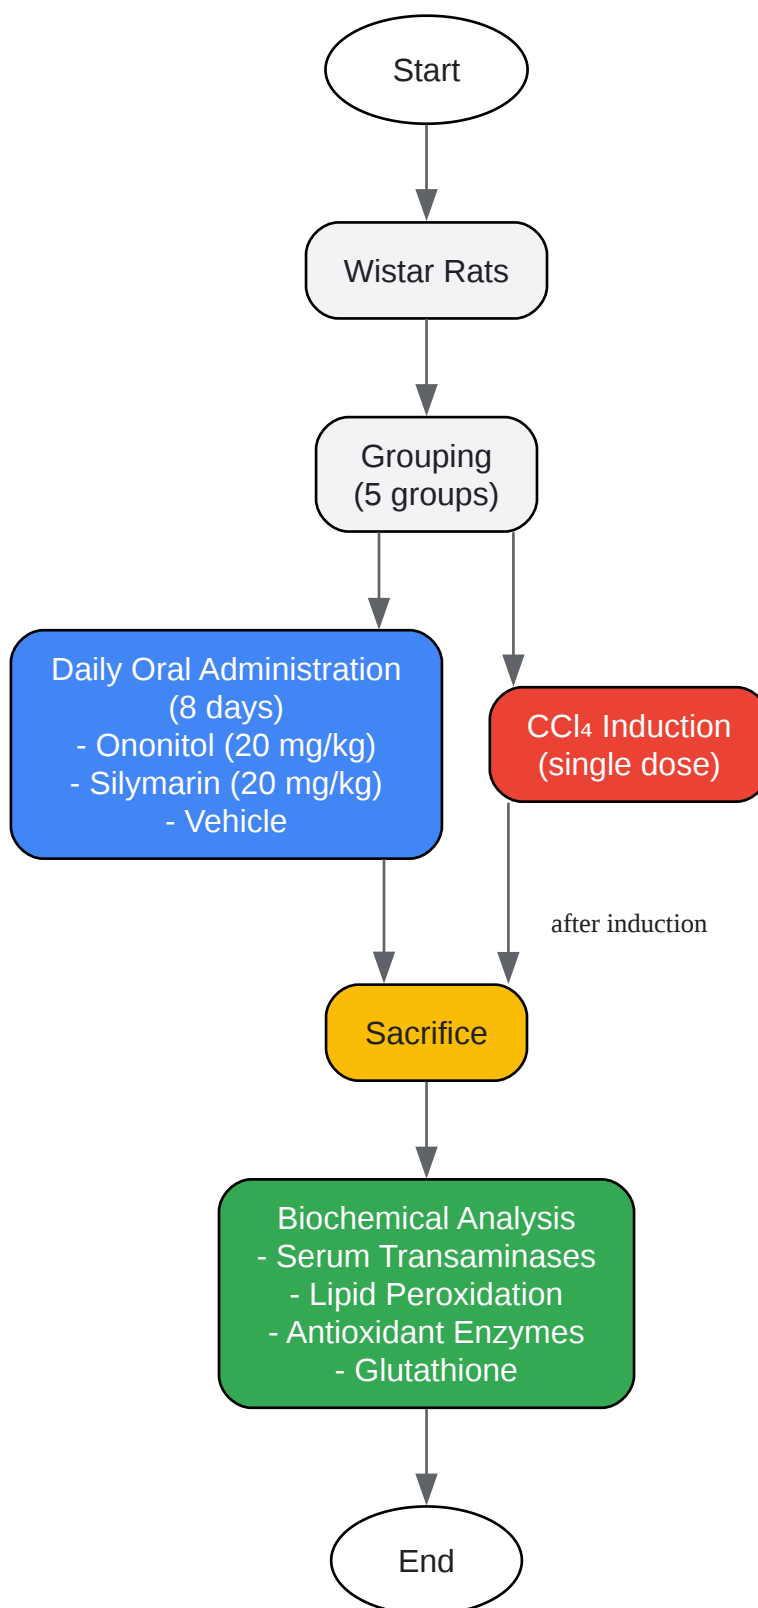 Start
Wistar Rats
Grouping
(5 groups)
Daily Oral Administration
(8 days)
- Ononitol (20 mg/kg)
- Silymarin (20 mg/kg)
- Vehicle
CCl₄ Induction
(single dose)
after induction
Sacrifice
Biochemical Analysis
- Serum Transaminases
- Lipid Peroxidation
- Antioxidant Enzymes
- Glutathione
End